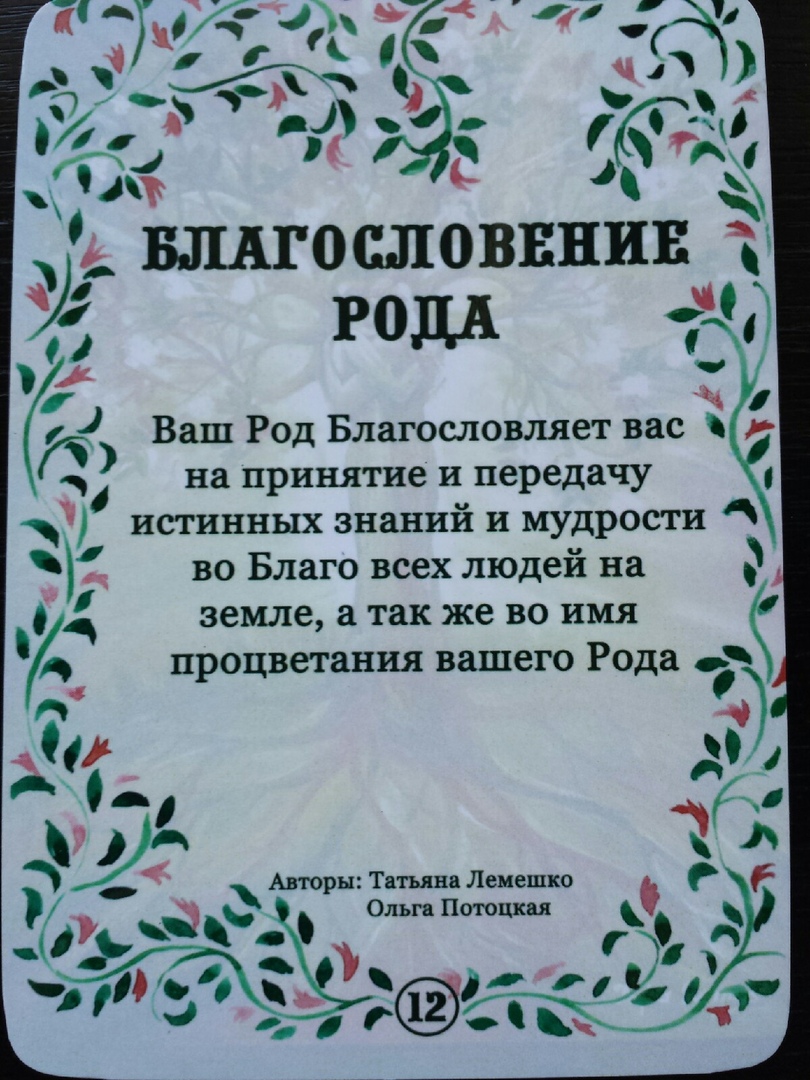 БЛАГОСЛОВЕНИЕ
РОДА
Ваш Род Благословляет вас
на принятие и передачу
истинных знаний и мудрости
во Благо всех людей на
земле, а так же во имя
процветания вашего Рода
Авторы: Татьяна Лемешко
Ольга Потоцкая
12